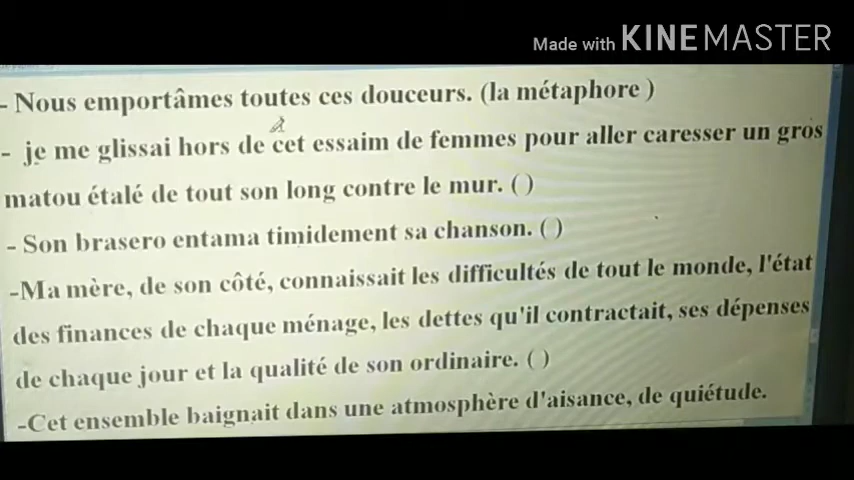 Made with KINEMASTER
- Nous emportâmes toutes ces douceurs. (la métaphore )
- je me glissai hors de cet essaim de femmes pour aller caresser un gros
matou étalé de tout son long contre le mur. ( )
- Son brasero entama timidement sa chanson. ( )
-Ma mère, de son côté, connaissait les difficultés de tout le monde, l'état
des finances de chaque ménage, les dettes qu'il contractait, ses dépenses
de chaque jour et la qualité de son ordinaire. ( )
-Cet ensemble baignait dans une atmosphère d'aisance, de quiétude.